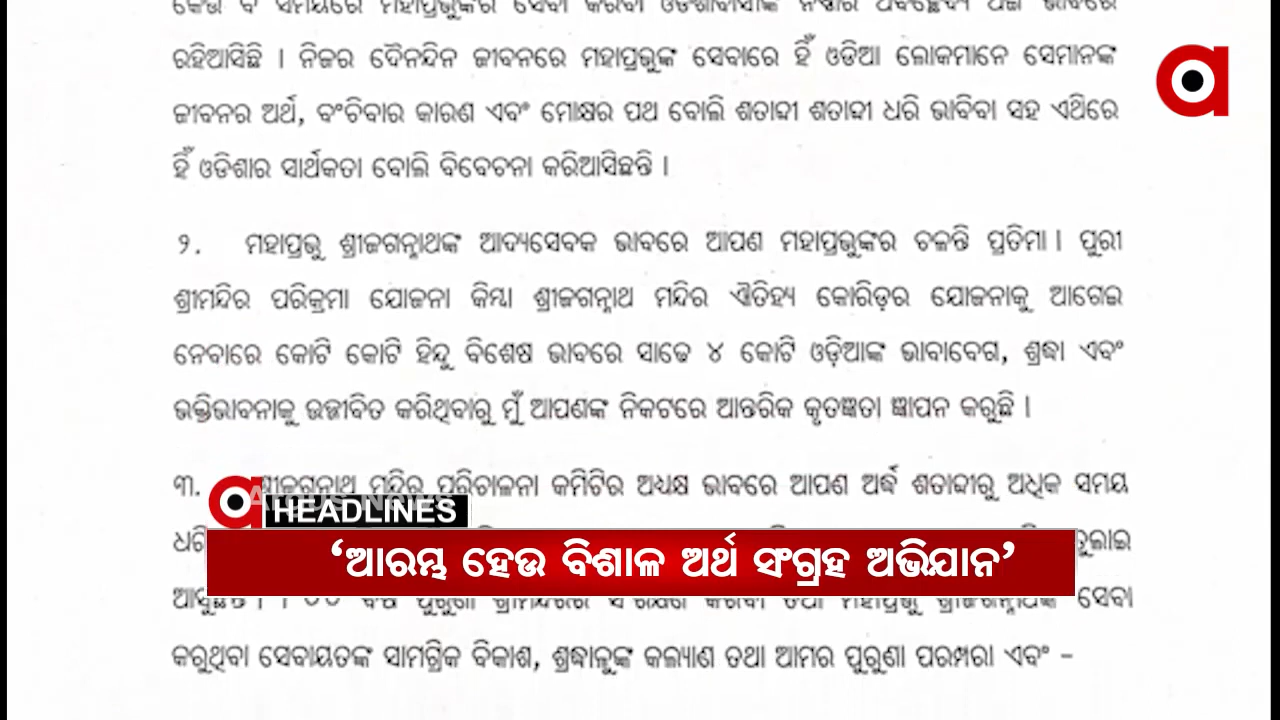 ରହିଆସିଛି । ନିଜର ଦୈନନ୍ଦିନ ଜୀବନରେ ମହାପ୍ରଭୁଙ୍କ ସେବାରେ ହିଁ ଓଡିଆ ଲୋକମାନେ ସେମାନଙ୍କ
ଜୀବନର ଅର୍ଥ, ବଂଚିବାର କାରଣ ଏବଂ ମୋକ୍ଷର ପଥ ବୋଲି ଶତାବ୍ଦୀ ଶତାବ୍ଦୀ ଧରି ଭାବିବା ସହ ଏଥିରେ
ହିଁ ଓଡିଶାର ସାର୍ଥକତା ବୋଲି ବିବେଚନା କରିଆସିଛନ୍ତି ।
୨. ମହାପ୍ରଭୁ ଶ୍ରୀଜଗନ୍ନାଥଙ୍କ ଆଦ୍ୟସେବକ ଭାବରେ ଆପଣ ମହାପ୍ରଭୁଙ୍କର ଚଳନ୍ତି ପ୍ରତିମା । ପୁରୀ
ଶ୍ରୀମନ୍ଦିର ପରିକ୍ରମା ଯୋଜନା କିମ୍ବା ଶ୍ରୀଜଗନ୍ନାଥ ମନ୍ଦିର ଐତିହ୍ୟ କୋରିଡ଼ର ଯୋଜନାକୁ ଆଗେଇ
ନେବାରେ କୋଟି କୋଟି ହିନ୍ଦୁ ବିଶେଷ ଭାବରେ ସାଢେ ୪ କୋଟି ଓଡ଼ିଆଙ୍କ ଭାବାବେଗ, ଶ୍ରଦ୍ଧା ଏବଂ
ଭକ୍ତିଭାବନାକୁ ଉଜ୍ଜୀବିତ କରିଥିବାରୁ ମୁଁ ଆପଣଙ୍କ ନିକଟରେ ଆନ୍ତରିକ କୃତଜ୍ଞତା ଜ୍ଞାପନ କରୁଛି ।
୩. ଶ୍ରୀଜଗନ୍ନାଥ ମନ୍ଦିର ପରିଚାଳନା କମିଟିର ଅଧ୍ୟକ୍ଷ ଭାବରେ ଆପଣ ଅର୍ଦ୍ଧ ଶତାବ୍ଦୀରୁ ଅଧିକ ସମୟ
HEADLINES
‘ଆରମ୍ଭ ହେଉ ବିଶାଳ ଅର୍ଥ ସଂଗ୍ରହ ଅଭିଯାନ’
ସେବା
କରୁଥିବା ସେବାୟତଙ୍କ ସାମଗ୍ରିକ ବିକାଶ, ଶ୍ରଦ୍ଧାଳୁଙ୍କ କଲ୍ୟାଣ ତଥା ଆମର ପୁରୁଣା ପରମ୍ପରା ଏବଂ –